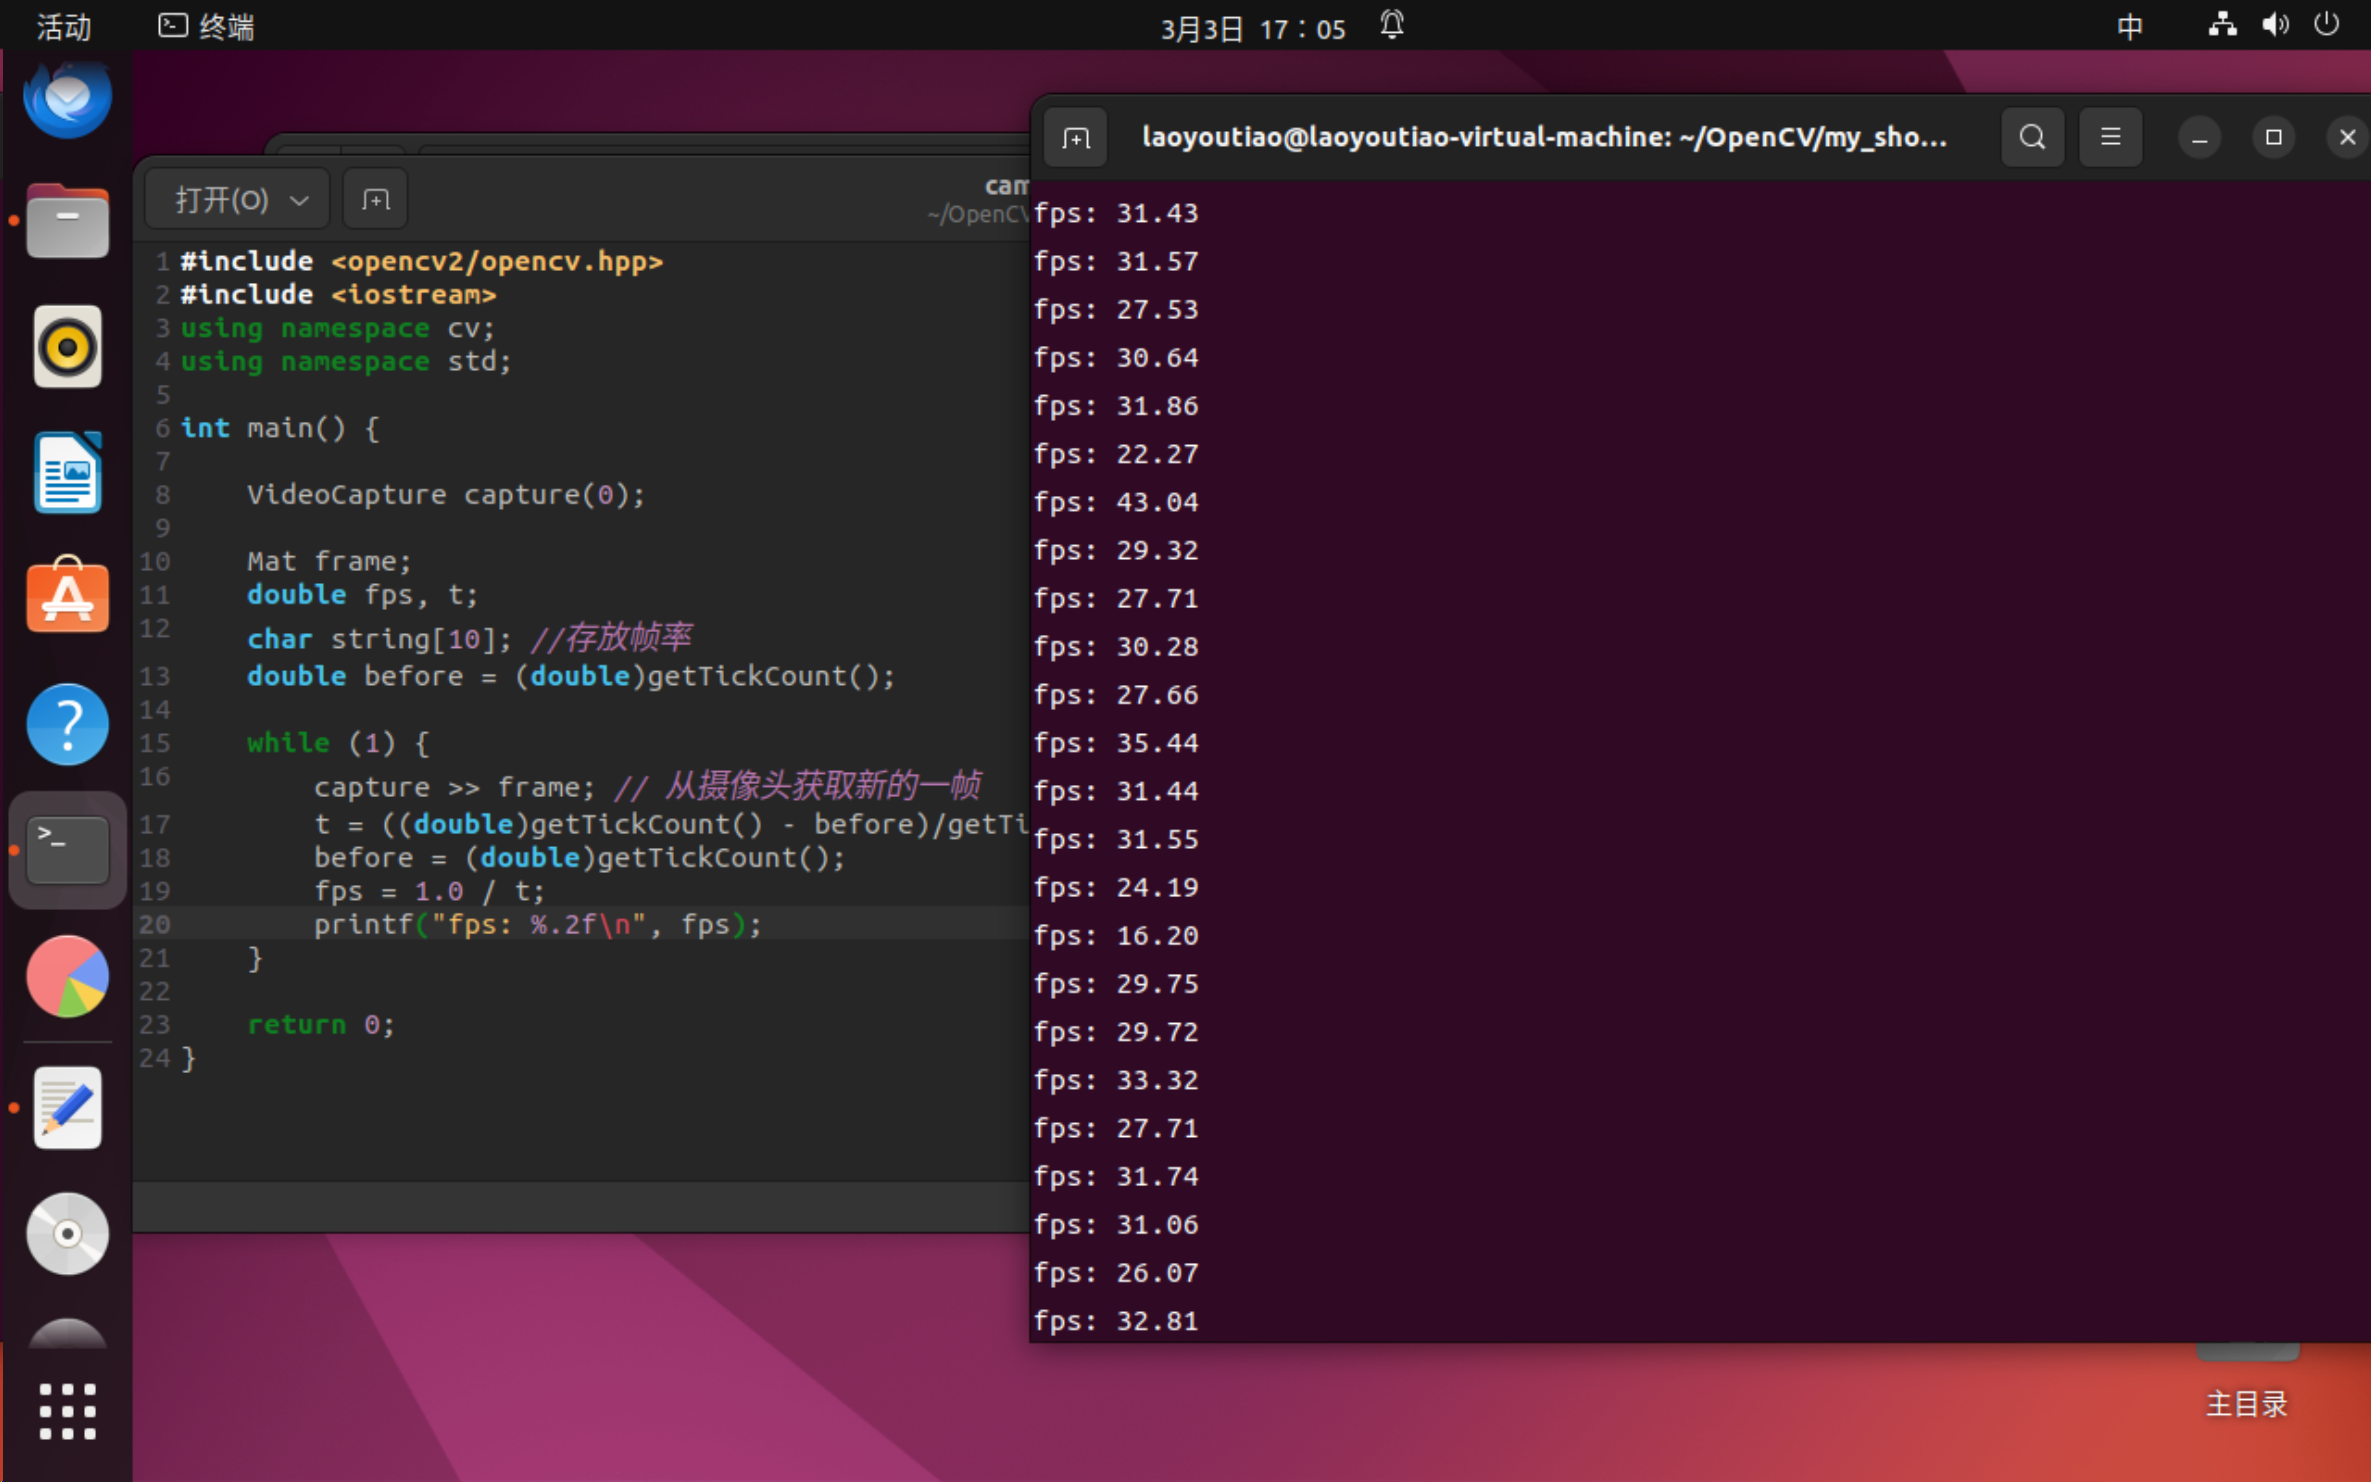 活动
终端
3月3日 17：05
中
打开(O)
cam
~/OpenCV
1 #include <opencv2/opencv.hpp>
2 #include <iostream>
3 using namespace cv;
4 using namespace std;
5
6 int main() {
7
8     VideoCapture capture(0);
9
10     Mat frame;
11     double fps, t;
12     char string[10]; //存放帧率
13     double before = (double)getTickCount();
14
15     while (1) {
16         capture >> frame; // 从摄像头获取新的一帧
17         t = ((double)getTickCount() - before)/getTi
18         before = (double)getTickCount();
19         fps = 1.0 / t;
20         printf("fps: %.2f\n", fps);
21     }
22
23     return 0;
24 }
laoyoutiao@laoyoutiao-virtual-machine: ~/OpenCV/my_sho...
fps: 31.43
fps: 31.57
fps: 27.53
fps: 30.64
fps: 31.86
fps: 22.27
fps: 43.04
fps: 29.32
fps: 27.71
fps: 30.28
fps: 27.66
fps: 35.44
fps: 31.44
fps: 31.55
fps: 24.19
fps: 16.20
fps: 29.75
fps: 29.72
fps: 33.32
fps: 27.71
fps: 31.74
fps: 31.06
fps: 26.07
fps: 32.81
主目录